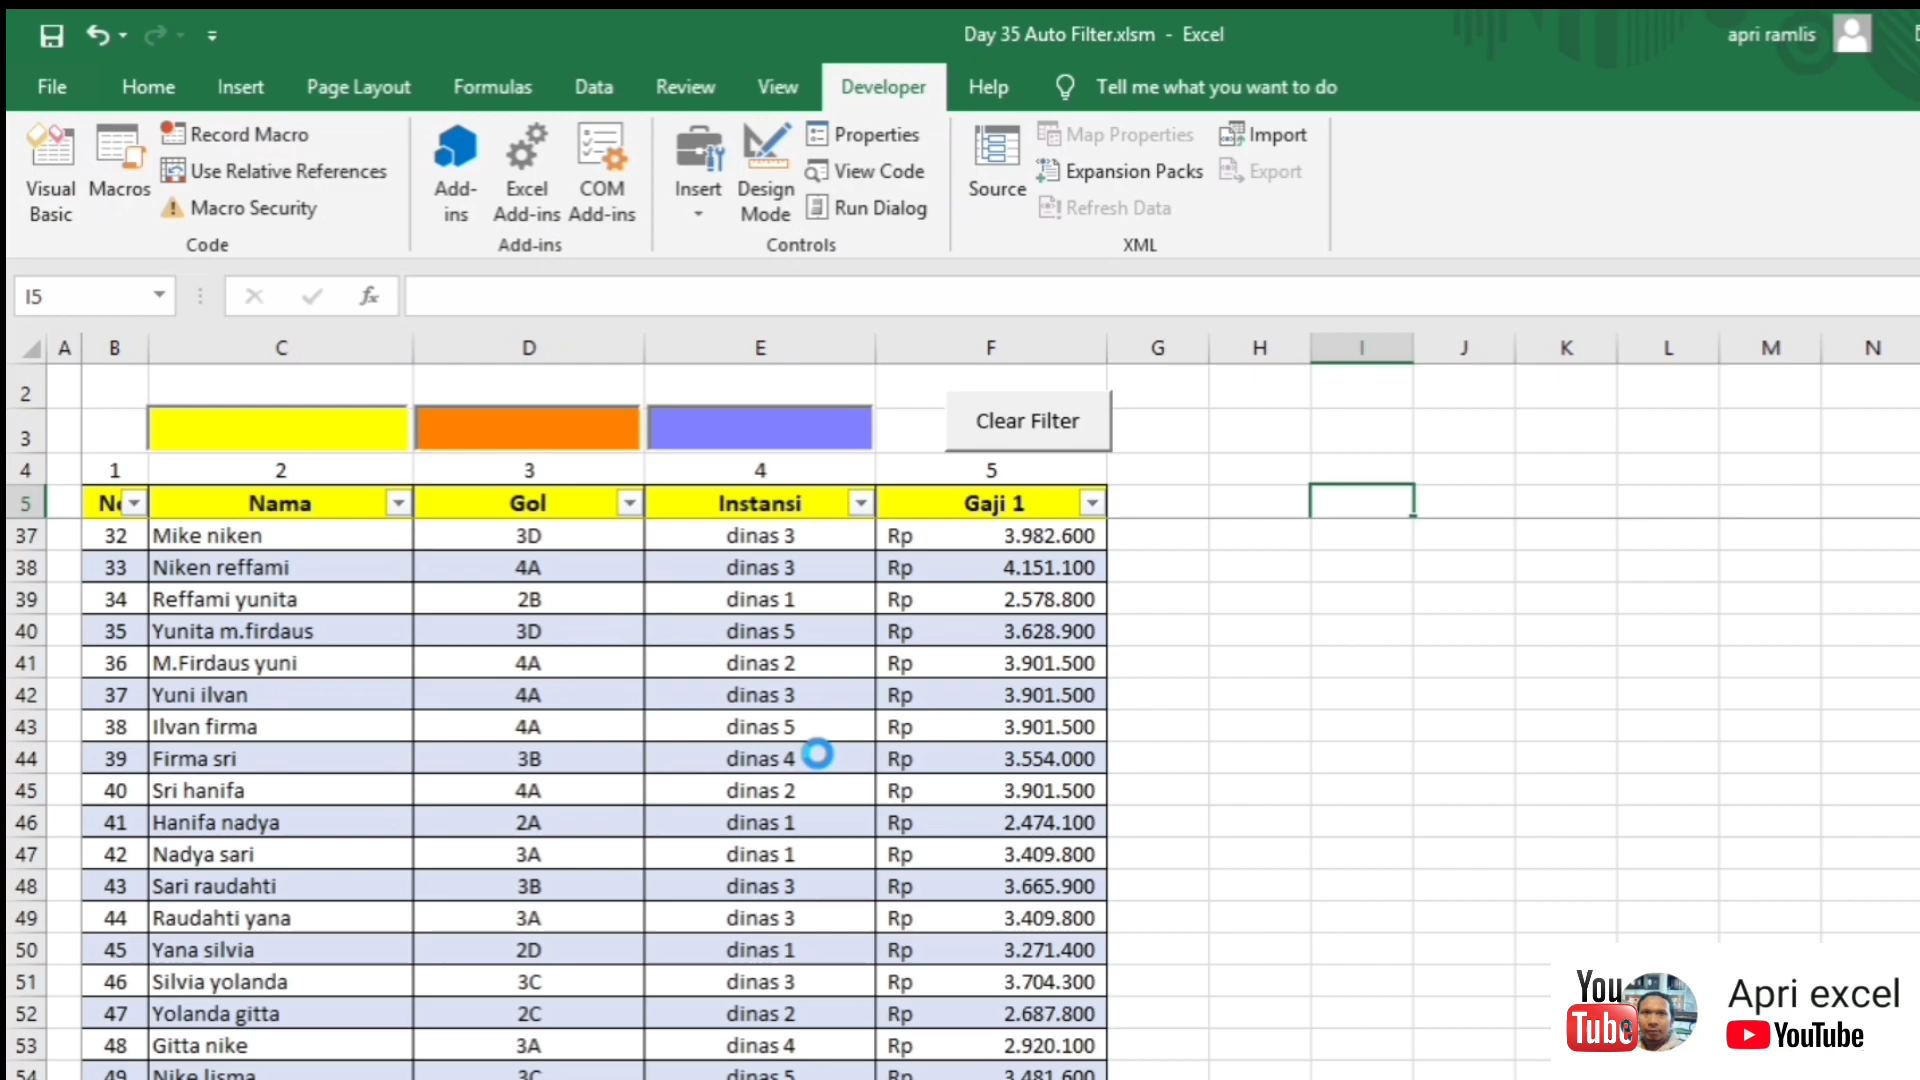 Day 35 Auto Filter.xlsm - Excel
apri ramlis
File Home Insert Page Layout Formulas Data Review View Developer Help Tell me what you want to do
Visual Basic
Macros
Record Macro
Use Relative References
Macro Security
Code
Add-ins
Excel Add-ins
COM Add-ins
Add-ins
Insert
Design Mode
Properties
View Code
Run Dialog
Controls
Source
Map Properties
Expansion Packs
Refresh Data
Import
Export
XML
I5
fx
A B C D E F G H I J K L M N
2
3 Clear Filter
4 1 2 3 4 5
5 Nama Gol Instansi Gaji 1
37 32 Mike niken 3D dinas 3 Rp 3.982.600
38 33 Niken reffami 4A dinas 3 Rp 4.151.100
39 34 Reffami yunita 2B dinas 1 Rp 2.578.800
40 35 Yunita m.firdaus 3D dinas 5 Rp 3.628.900
41 36 M.Firdaus yuni 4A dinas 2 Rp 3.901.500
42 37 Yuni ilvan 4A dinas 3 Rp 3.901.500
43 38 Ilvan firma 4A dinas 5 Rp 3.901.500
44 39 Firma sri 3B dinas 4 Rp 3.554.000
45 40 Sri hanifa 4A dinas 2 Rp 3.901.500
46 41 Hanifa nadya 2A dinas 1 Rp 2.474.100
47 42 Nadya sari 3A dinas 1 Rp 3.409.800
48 43 Sari raudahti 3B dinas 3 Rp 3.665.900
49 44 Raudahti yana 3A dinas 3 Rp 3.409.800
50 45 Yana silvia 2D dinas 1 Rp 3.271.400
51 46 Silvia yolanda 3C dinas 3 Rp 3.704.300
52 47 Yolanda gitta 2C dinas 2 Rp 2.687.800
53 48 Gitta nike 3A dinas 4 Rp 2.920.100
54 49 Nike lisma 3C dinas 5 Rp 3.481.600
You
Tube
Apri excel
YouTube